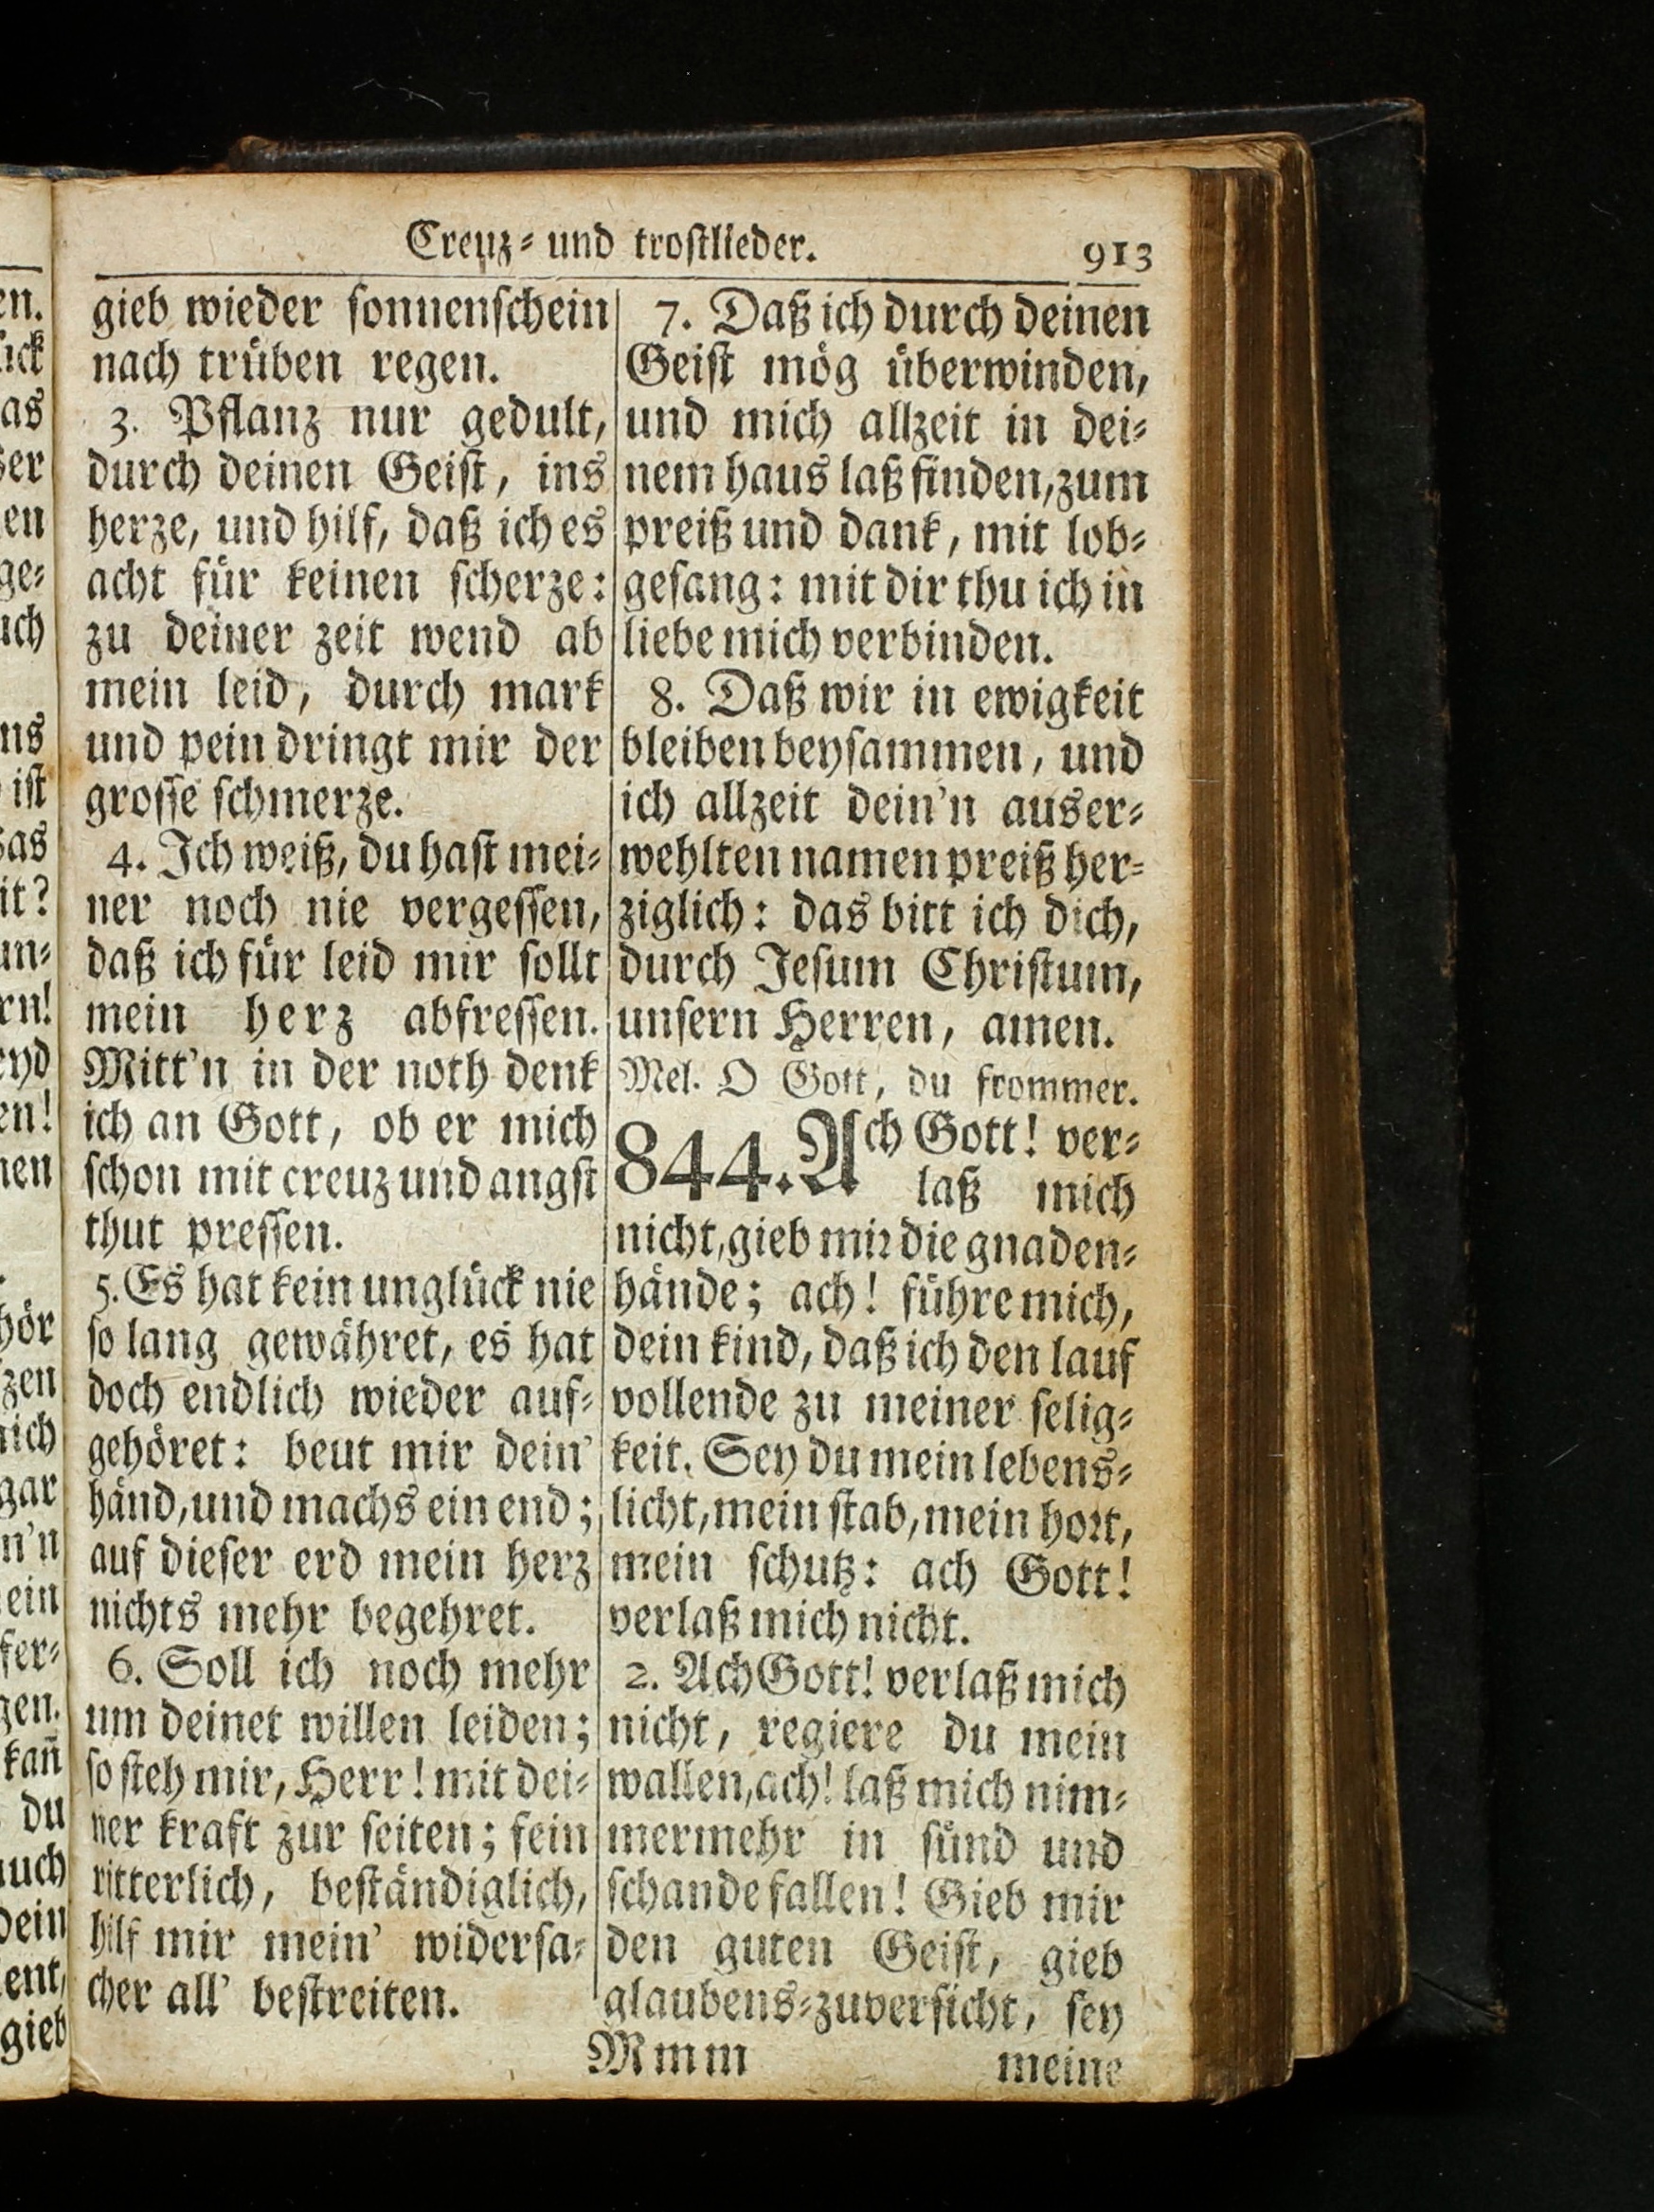 Creuz- und trostlieder. 913
gieb wieder sonnenschein
nach trüben regen.
3. Pflanz nur gedult,
durch deinen Geist, ins
herze, und hilf, daß ich es
acht für keinen scherze:
zu deiner zeit wend ab
mein leid, durch mark
und pein dringt mir der
grosse schmerze.
4. Ich weiß, du hast mei-
ner noch nie vergessen,
daß ich für leid mir sollt
mein herz abfressen.
Mitt'n in der noth denk
ich an Gott, ob er mich
schon mit creuz und angst
thut pressen.
5. Es hat kein unglück nie
so lang gewähret, es hat
doch endlich wieder auf-
gehöret: beut mir dein'
händ, und machs ein end;
auf dieser erd mein herz
nichts mehr begehret.
6. Soll ich noch mehr
um deinet willen leiden;
so steh mir, Herr! mit dei-
ner kraft zur seiten; fein
ritterlich, beständiglich,
hilf mir mein' widersa-
cher all' bestreiten.
7. Daß ich durch deinen
Geist mög überwinden,
und mich allzeit in dei-
nem haus laß finden, zum
preiß und dank, mit lob-
gesang: mit dir thu ich in
liebe mich verbinden.
8. Daß wir in ewigkeit
bleiben beysammen, und
ich allzeit dein'n auser-
wehlten namen preiß her-
ziglich: das bitt ich dich,
durch Jesum Christum,
unsern Herren, amen.
Mel. O Gott, du frommer.
844. Ach Gott! ver-
laß mich
nicht, gieb mir die gnaden-
hände; ach! führe mich,
dein kind, daß ich den lauf
vollende zu meiner selig-
keit. Sey du mein lebens-
licht, mein stab, mein hort,
mein schutz: ach Gott!
verlaß mich nicht.
2. Ach Gott! verlaß mich
nicht, regiere du mein
wallen, ach! laß mich nim-
mermehr in sünd und
schande fallen! Gieb mir
den guten Geist, gieb
glaubens-zuversicht, sey
Mmm meine